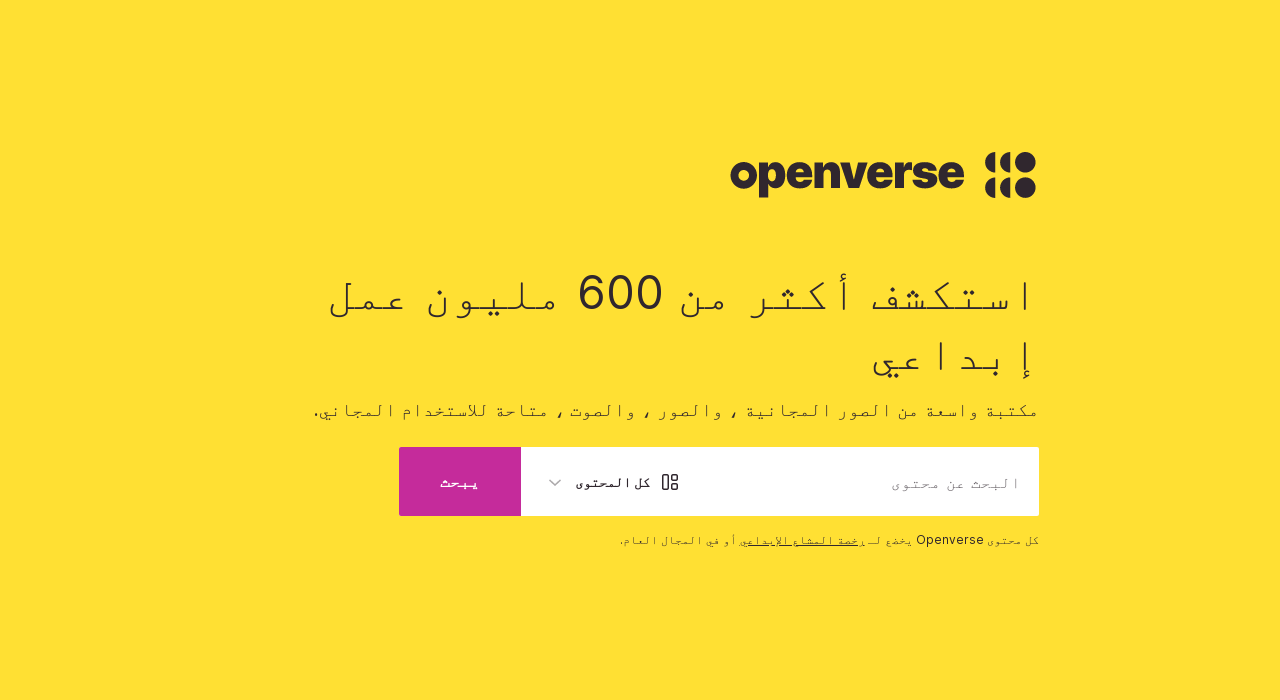 openverse
استكشف أكثر من 600 مليون عمل
إبداعي
مكتبة واسعة من الصور المجانية ، والصور ، والصوت ، متاحة للاستخدام المجاني.
البحث عن محتوى
كل المحتوى
يبحث
كل محتوى Openverse يخضع لـ رخصة المشاع الإبداعي أو في المجال العام.